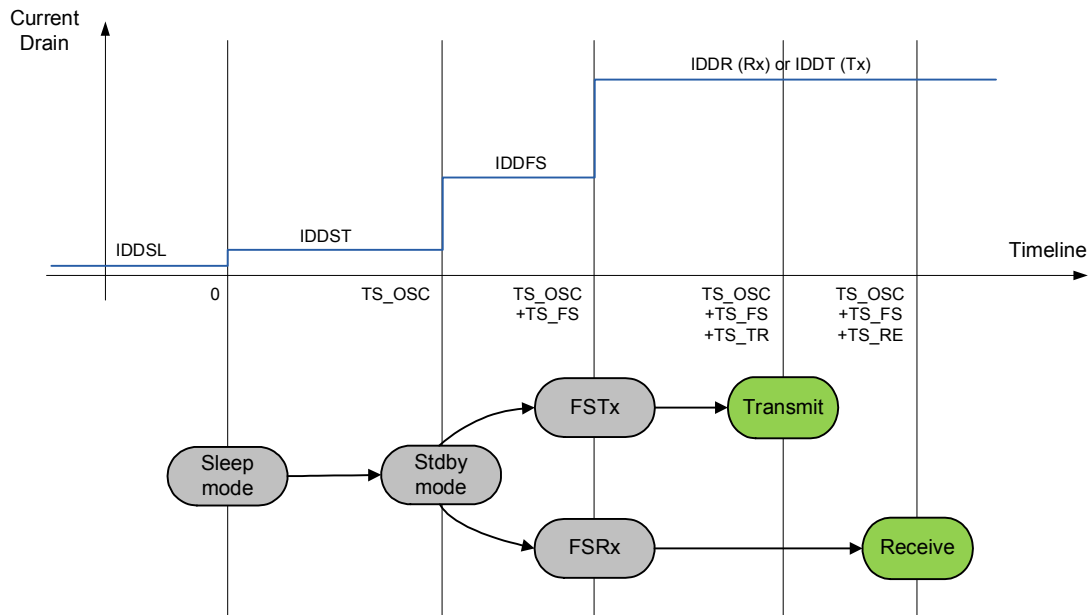 Current
Drain
IDDR (Rx) or IDDT (Tx)
IDDFS
IDDST
IDDSL
Timeline
0
TS_OSC
TS_OSC
+TS_FS
TS_OSC
+TS_FS
+TS_TR
TS_OSC
+TS_FS
+TS_RE
FSTx
Transmit
Sleep
mode
Stdby
mode
FSRx
Receive